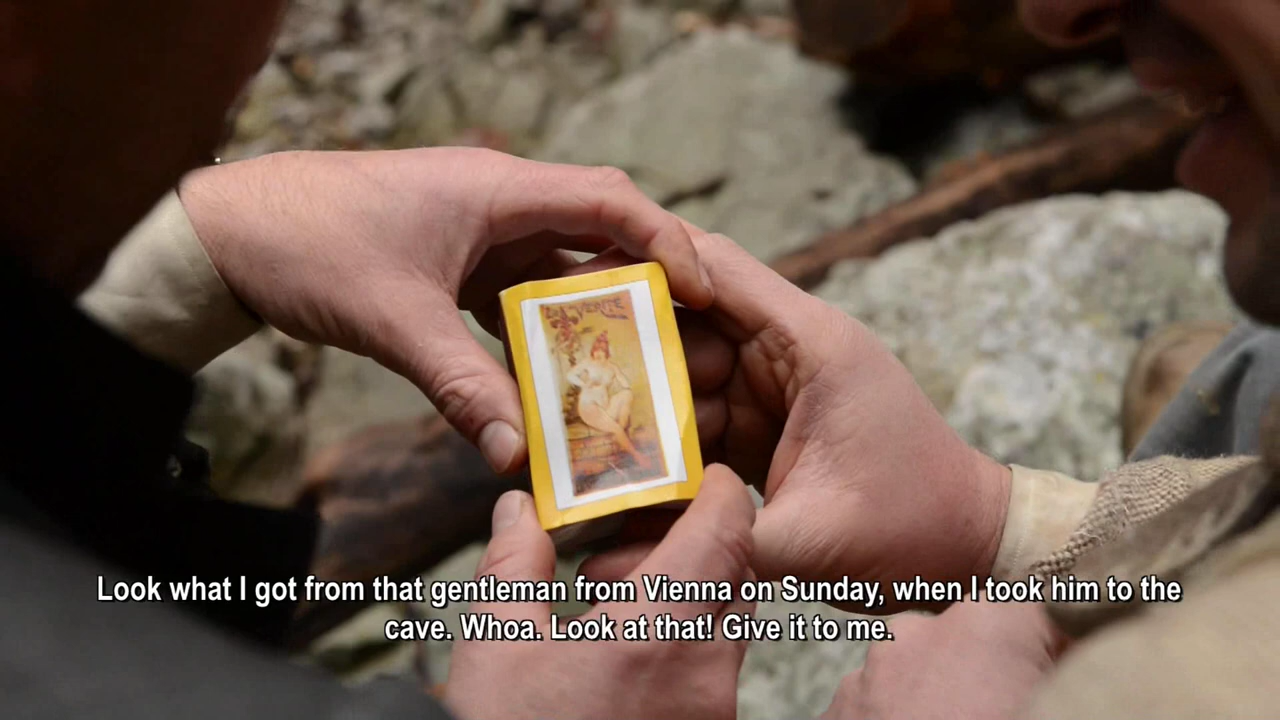 Look what I got from that gentleman from Vienna on Sunday, when I took him to the
cave. Whoa. Look at that! Give it to me.